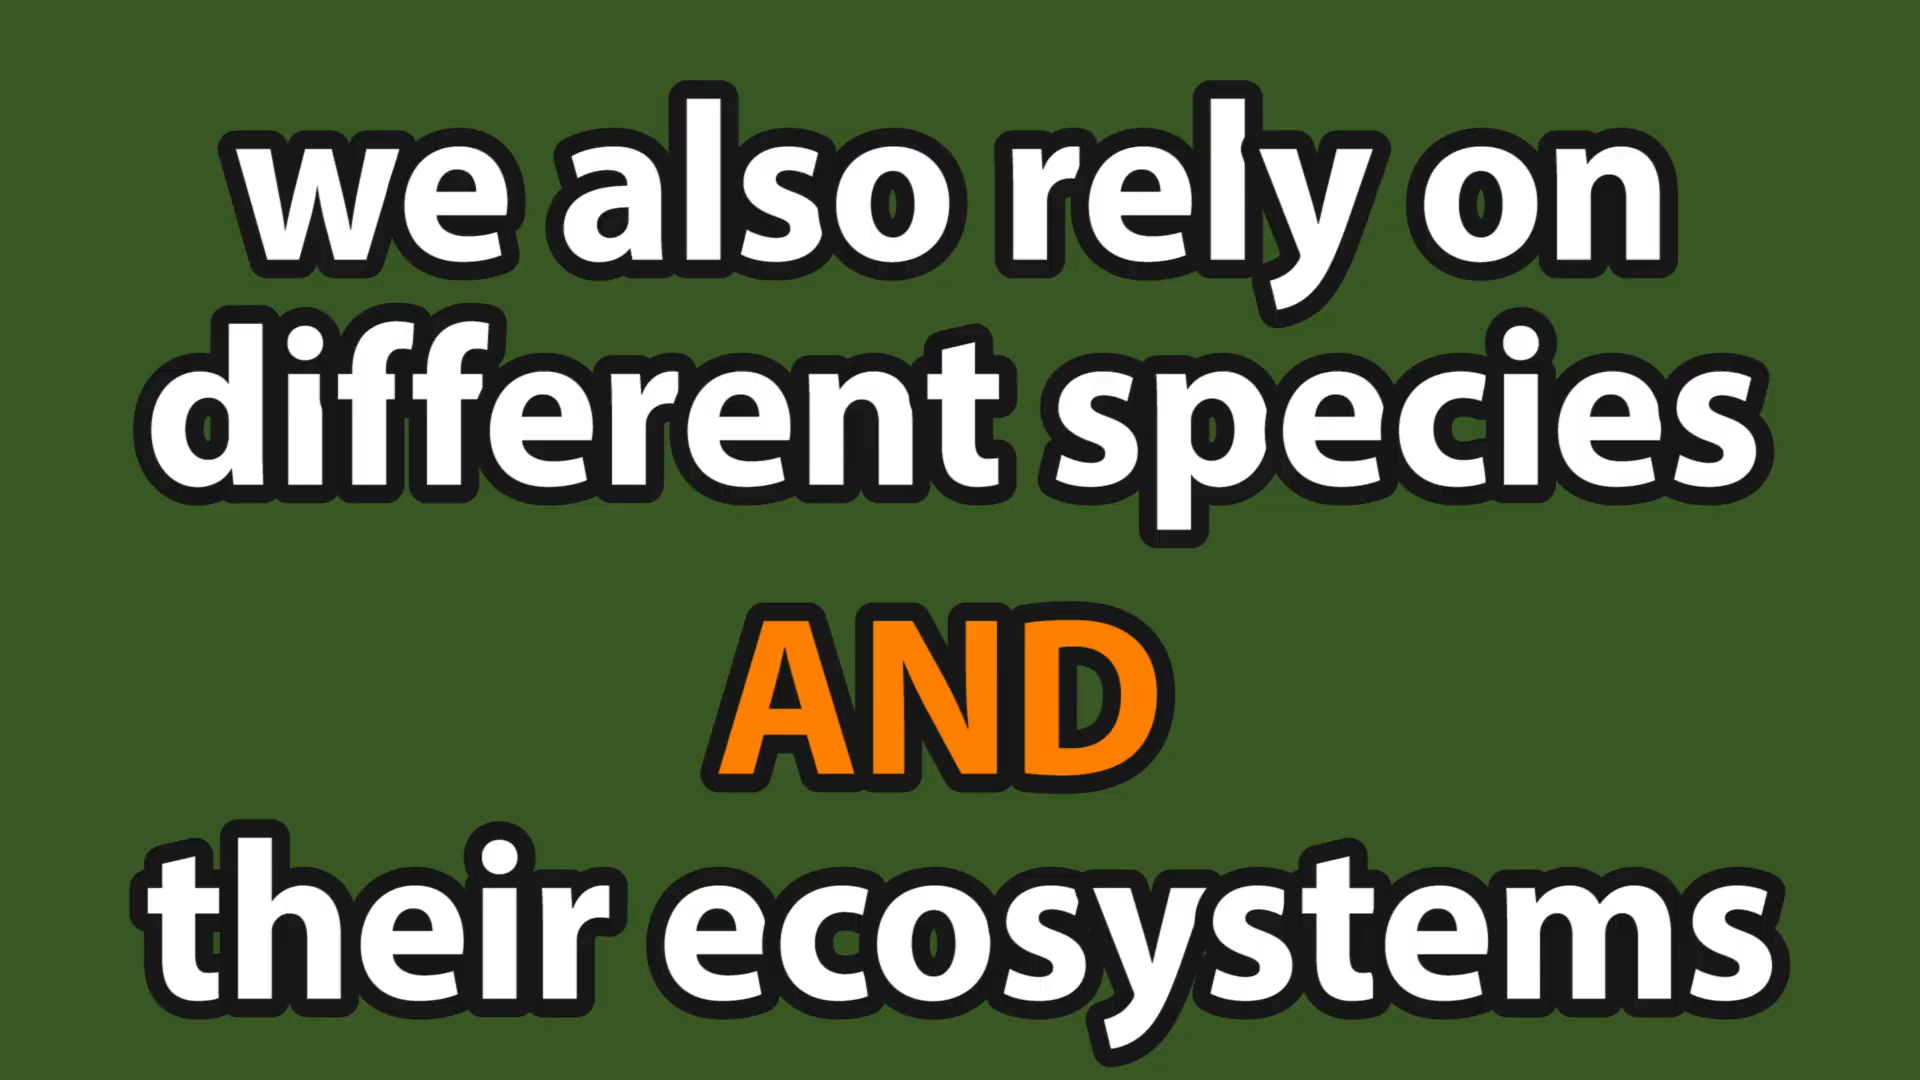 we also rely on
different species
AND
their ecosystems